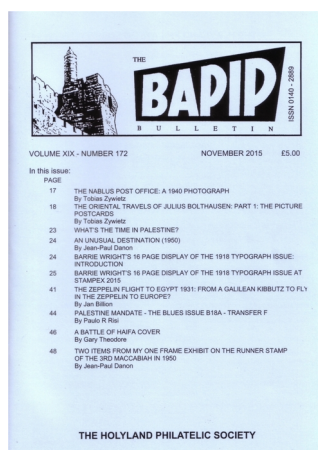 THE
BAPIP
BULLETIN
ISSN 0140 - 2889
VOLUME XIX - NUMBER 172 NOVEMBER 2015 £5.00
In this issue:
PAGE
17 THE NABLUS POST OFFICE: A 1940 PHOTOGRAPH
By Tobias Zywietz
18 THE ORIENTAL TRAVELS OF JULIUS BOLTHAUSEN: PART 1: THE PICTURE
POSTCARDS
By Tobias Zywietz
23 WHAT'S THE TIME IN PALESTINE?
24 AN UNUSUAL DESTINATION (1950)
By Jean-Paul Danon
24 BARRIE WRIGHT'S 16 PAGE DISPLAY OF THE 1918 TYPOGRAPH ISSUE:
INTRODUCTION
25 BARRIE WRIGHT'S 16 PAGE DISPLAY OF THE 1918 TYPOGRAPH ISSUE AT
STAMPEX 2015
41 THE ZEPPELIN FLIGHT TO EGYPT 1931: FROM A GALILEAN KIBBUTZ TO FLY
IN THE ZEPPELIN TO EUROPE?
By Jan Billion
44 PALESTINE MANDATE - THE BLUES ISSUE B18A - TRANSFER F
By Paulo R Risi
46 A BATTLE OF HAIFA COVER
By Gary Theodore
48 TWO ITEMS FROM MY ONE FRAME EXHIBIT ON THE RUNNER STAMP
OF THE 3RD MACCABIAH IN 1950
By Jean-Paul Danon
THE HOLYLAND PHILATELIC SOCIETY